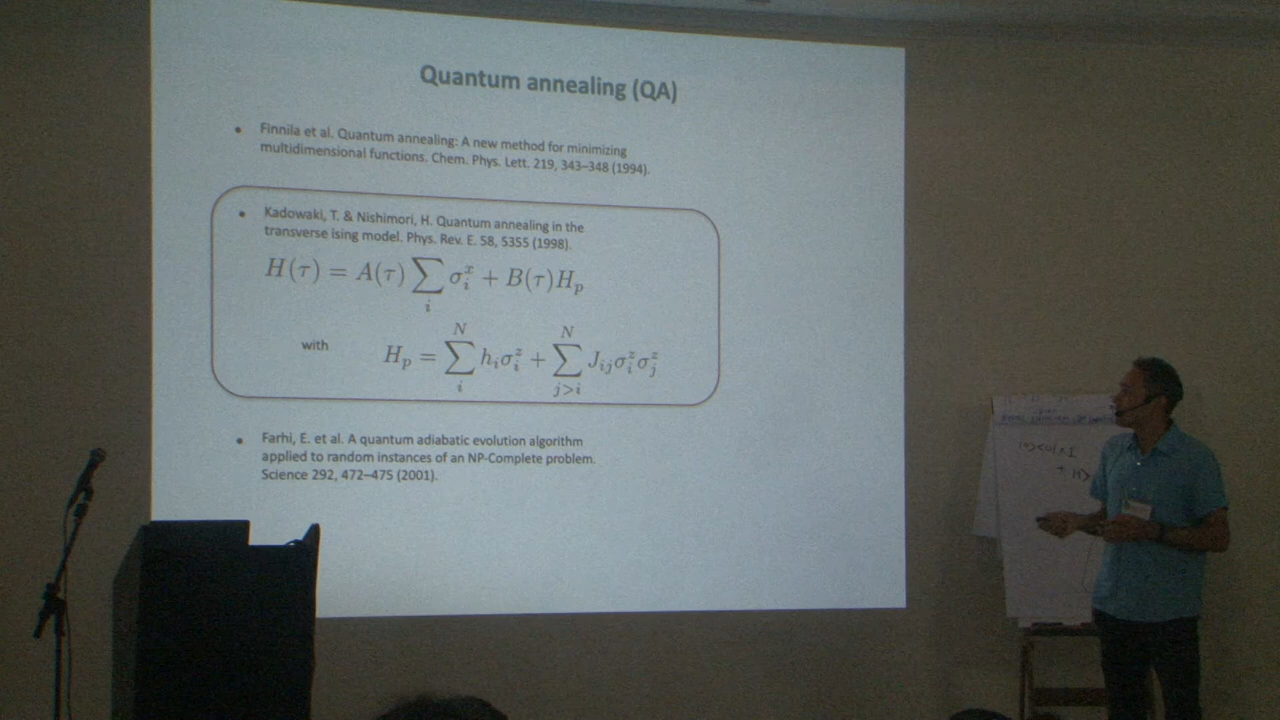 Quantum annealing (QA)
• Finnila et al. Quantum annealing: A new method for minimizing
multidimensional functions. Chem. Phys. Lett. 219, 343–348 (1994).
• Kadowaki, T. & Nishimori, H. Quantum annealing in the
transverse ising model. Phys. Rev. E. 58, 5355 (1998).
H(τ) = A(τ) ∑_i σ_i^x + B(τ)H_p
with H_p = ∑_i^N h_i σ_i^z + ∑_{j>i}^N J_{ij} σ_i^z σ_j^z
• Farhi, E. et al. A quantum adiabatic evolution algorithm
applied to random instances of an NP-Complete problem.
Science 292, 472–475 (2001).